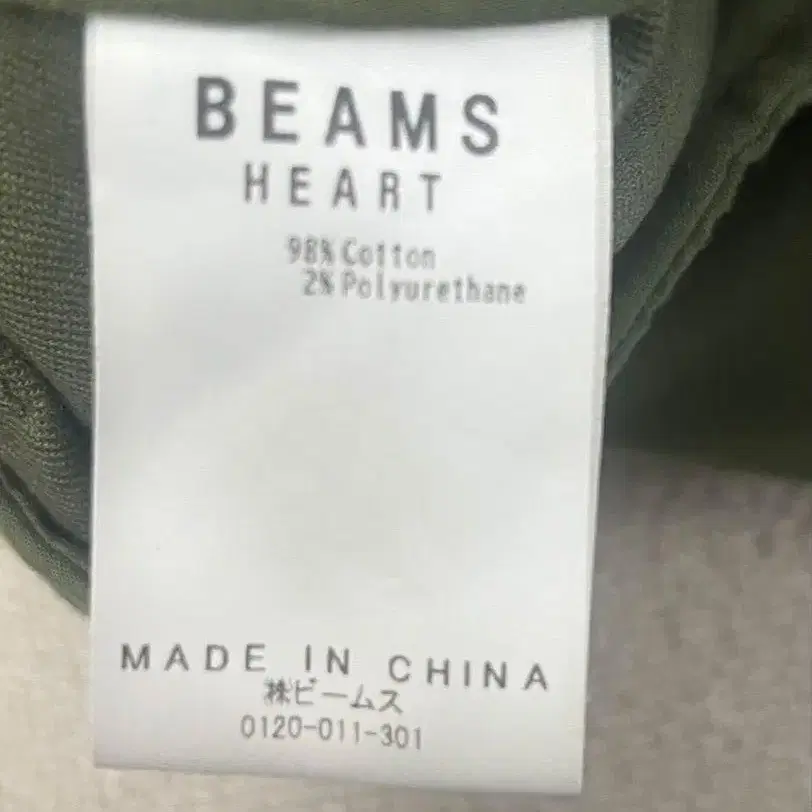 BEAMS
HEART
98% Cotton
2% Polyurethane
MADE IN CHINA
㈱ビームス
0120-011-301